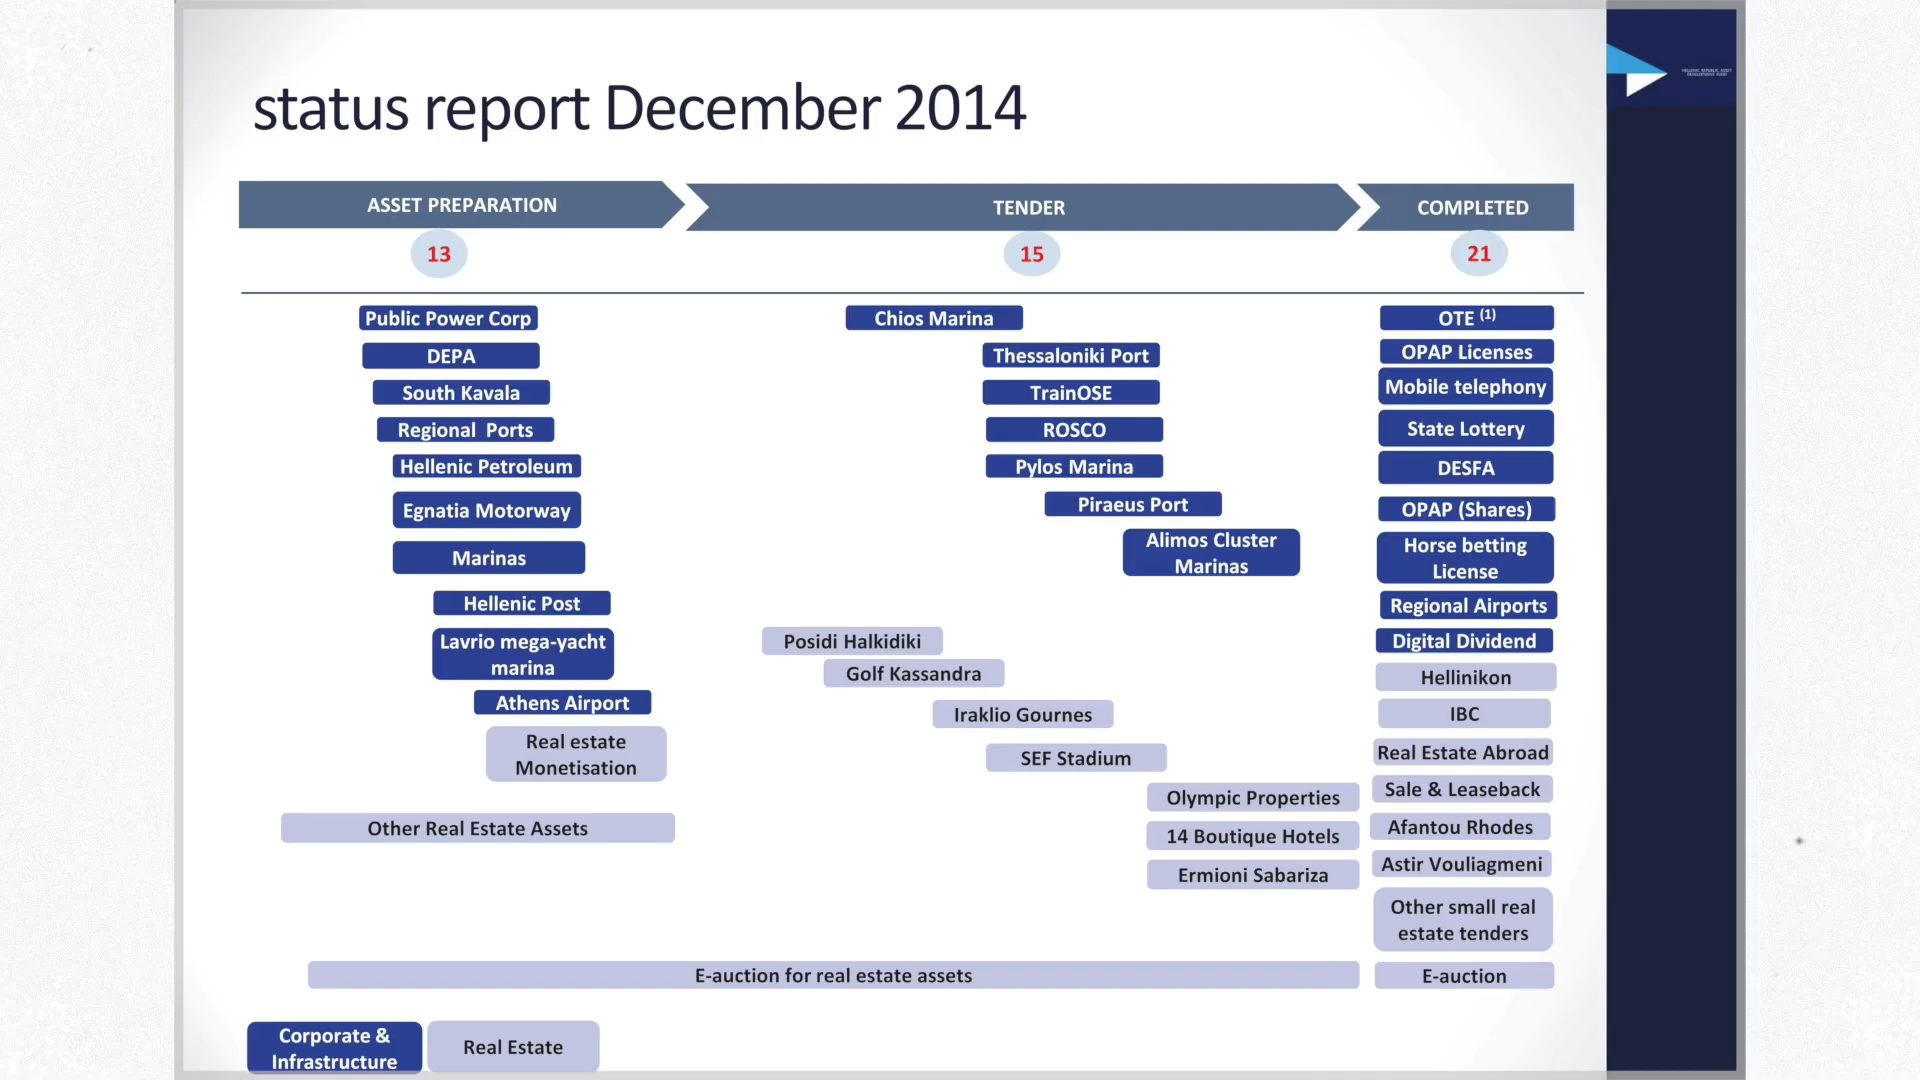 status report December 2014
HELLENIC REPUBLIC ASSET
DEVELOPMENT FUND
ASSET PREPARATION
TENDER
COMPLETED
13
15
21
Public Power Corp
DEPA
South Kavala
Regional Ports
Hellenic Petroleum
Egnatia Motorway
Marinas
Hellenic Post
Lavrio mega-yacht
marina
Athens Airport
Real estate
Monetisation
Other Real Estate Assets
Chios Marina
Thessaloniki Port
TrainOSE
ROSCO
Pylos Marina
Piraeus Port
Alimos Cluster
Marinas
Posidi Halkidiki
Golf Kassandra
Iraklio Gournes
SEF Stadium
Olympic Properties
14 Boutique Hotels
Ermioni Sabariza
OTE (1)
OPAP Licenses
Mobile telephony
State Lottery
DESFA
OPAP (Shares)
Horse betting
License
Regional Airports
Digital Dividend
Hellinikon
IBC
Real Estate Abroad
Sale & Leaseback
Afantou Rhodes
Astir Vouliagmeni
Other small real
estate tenders
E-auction for real estate assets
E-auction
Corporate &
Infrastructure
Real Estate